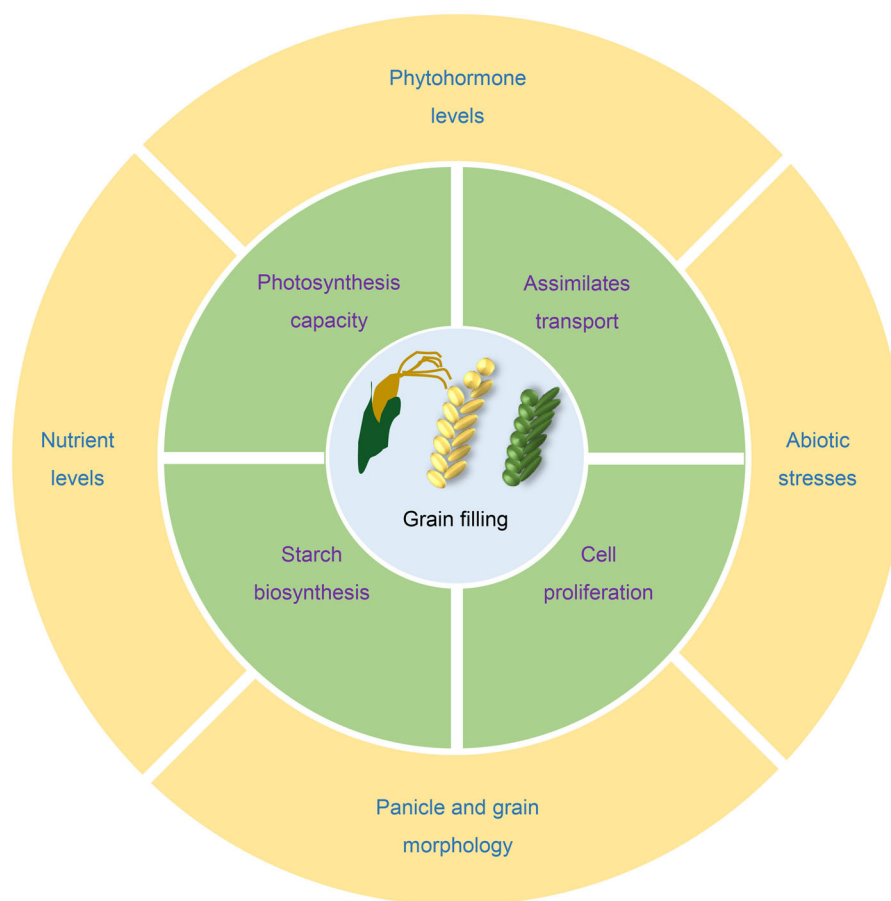 Phytohormone
levels
Photosynthesis
capacity
Assimilates
transport
Nutrient
levels
Abiotic
stresses
Grain filling
Starch
biosynthesis
Cell
proliferation
Panicle and grain
morphology